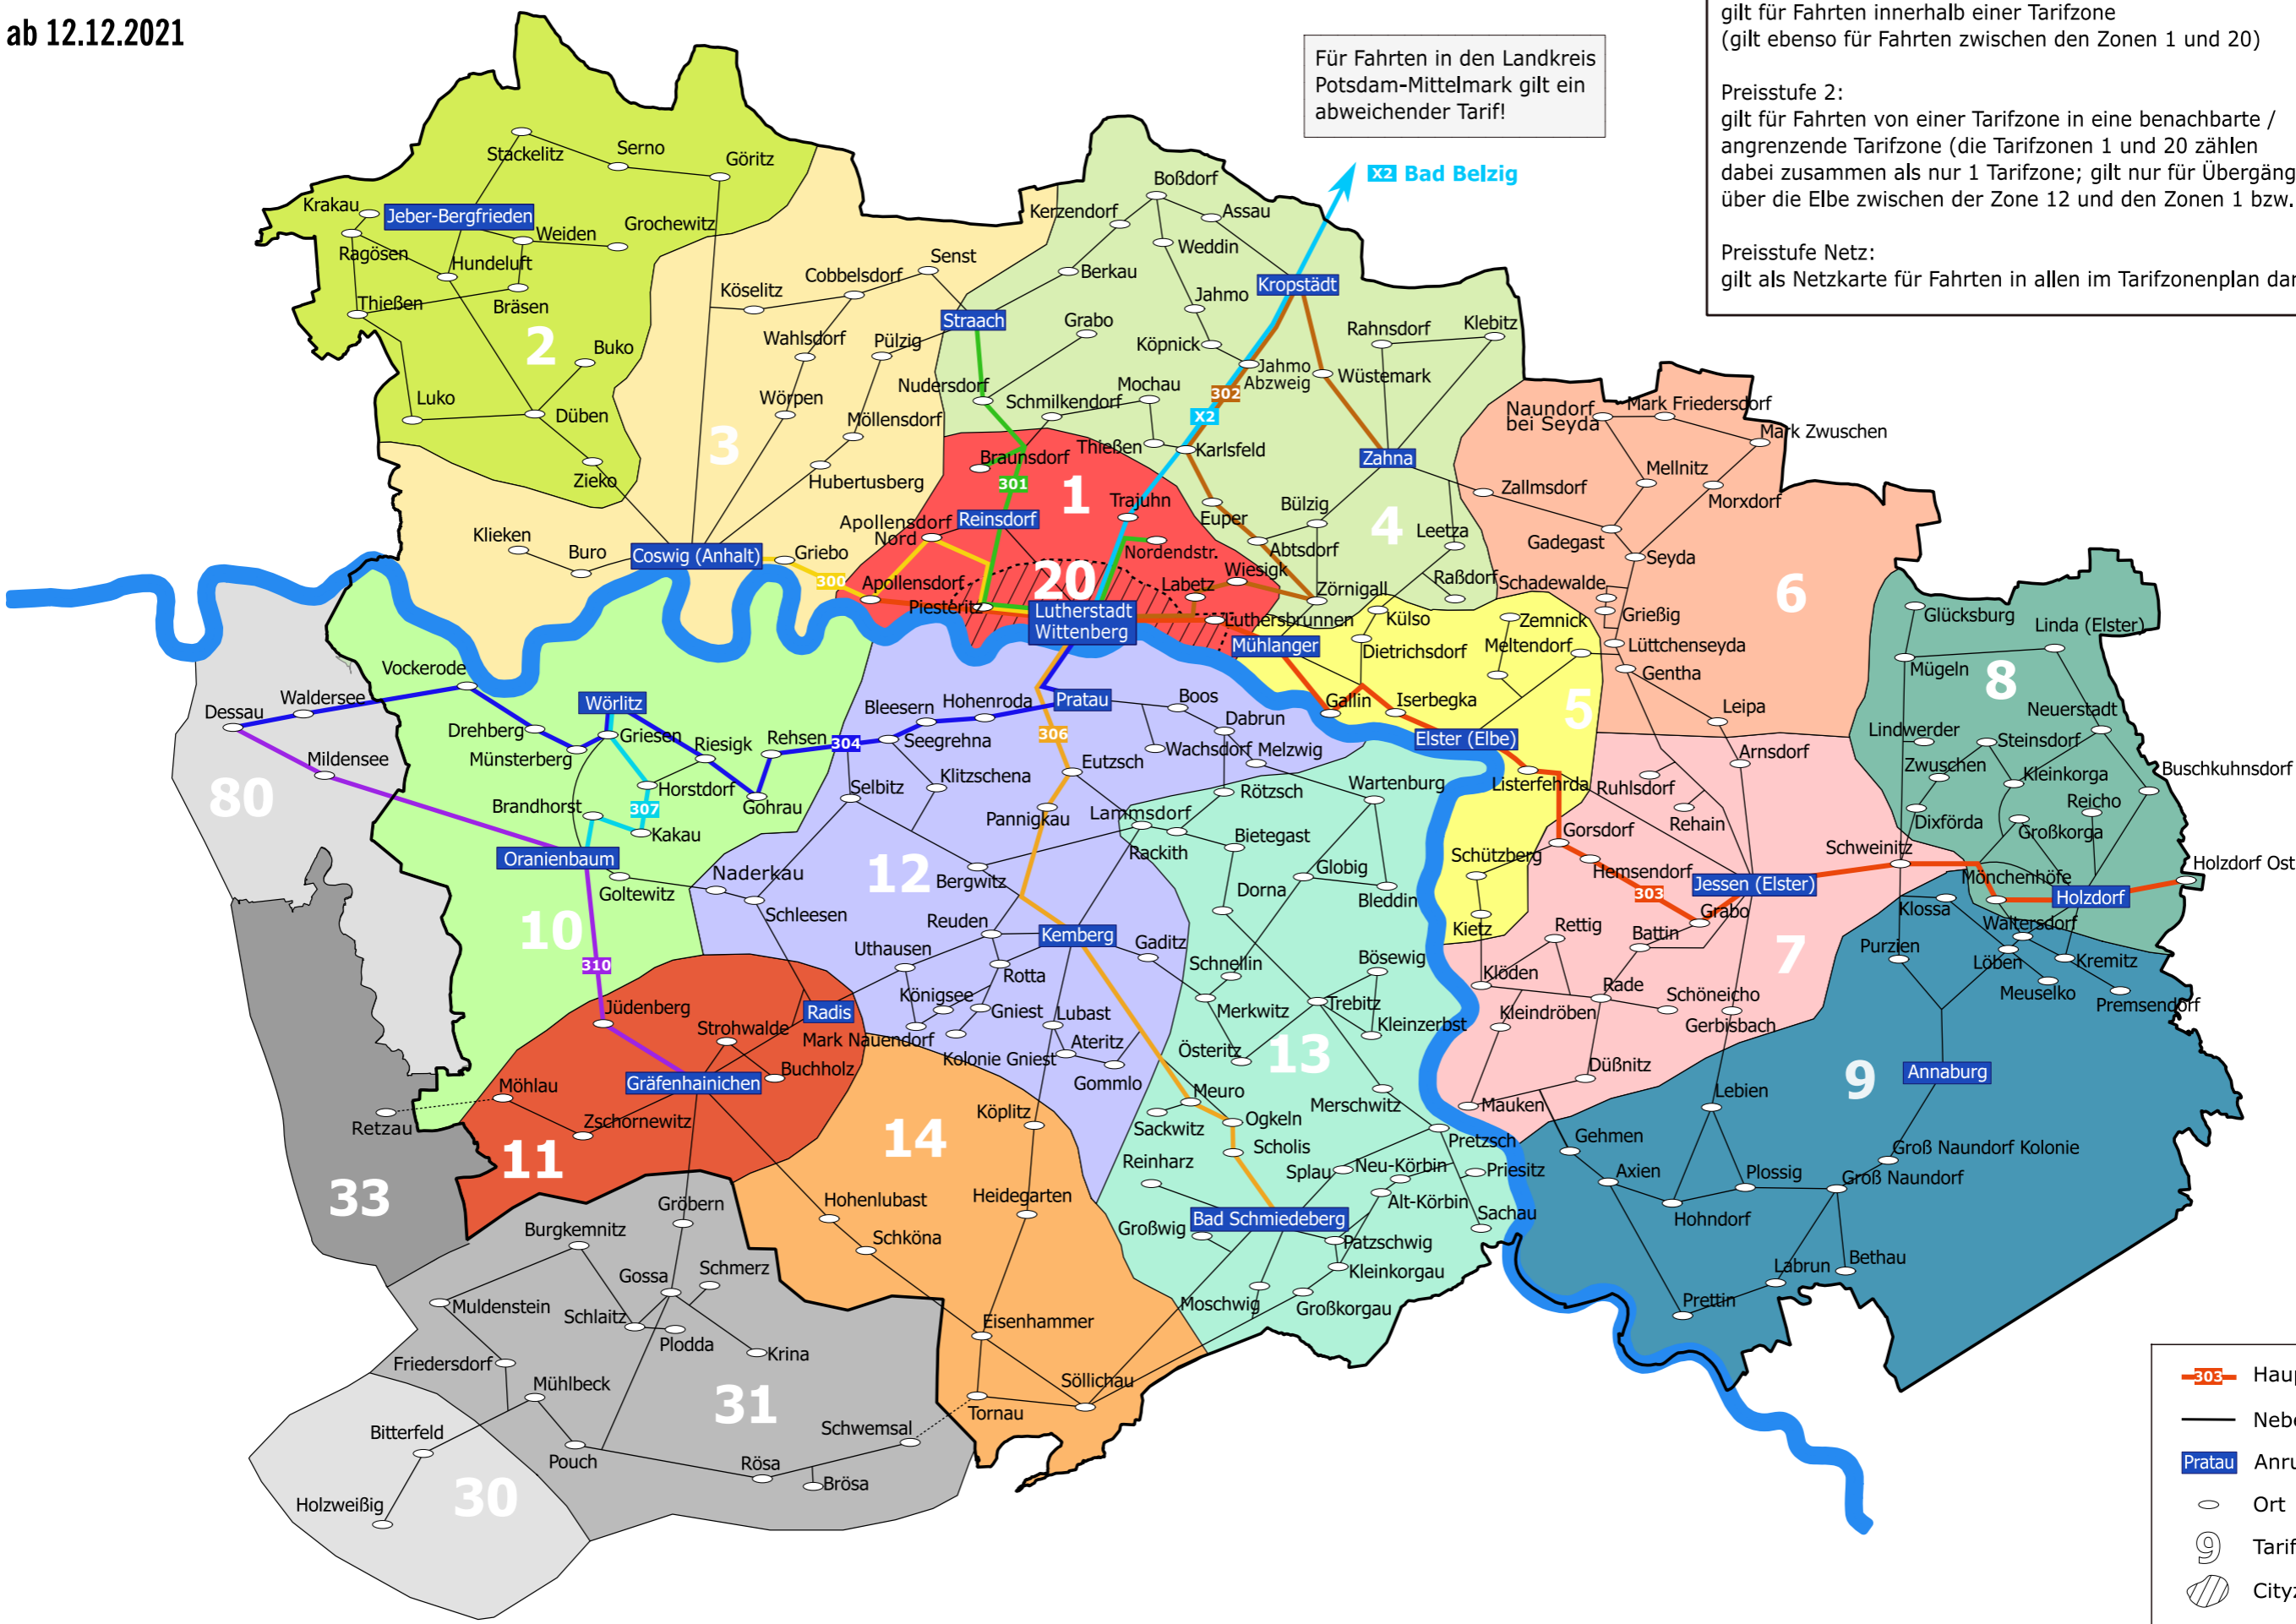 ab 12.12.2021
gilt für Fahrten innerhalb einer Tarifzone
(gilt ebenso für Fahrten zwischen den Zonen 1 und 20)
Preisstufe 2:
gilt für Fahrten von einer Tarifzone in eine benachbarte /
angrenzende Tarifzone (die Tarifzonen 1 und 20 zählen
dabei zusammen als nur 1 Tarifzone; gilt nur für Übergäng
über die Elbe zwischen der Zone 12 und den Zonen 1 bzw.
Preisstufe Netz:
gilt als Netzkarte für Fahrten in allen im Tarifzonenplan dar
Für Fahrten in den Landkreis
Potsdam-Mittelmark gilt ein
abweichender Tarif!
X2 Bad Belzig
Stackelitz
Serno
Göritz
Krakau
Jeber-Bergfrieden
Weiden
Grochewitz
Ragösen
Hundeluft
Thießen
Bräsen
2
Buko
Luko
Düben
Zieko
Senst
Cobbelsdorf
Köselitz
Wahlsdorf
Pülzig
Wörpen
Möllensdorf
3
Hubertusberg
Klieken
Buro
Coswig (Anhalt)
Griebo
300
Boßdorf
Kerzendorf
Assau
Weddin
Berkau
Kropstädt
Straach
Jahmo
Grabo
Köpnick
Rahnsdorf
Klebitz
Jahmo
Abzweig
Wüstemark
Nudersdorf
Mochau
302
Schmilkendorf
X2
Thießen
Karlsfeld
Zahna
Bülzig
4
Euper
Leetza
Abtsdorf
Wiesigk
Zörnigall
Raßdorf
Braunsdorf
301
1
Trajuhn
Apollensdorf
Nord
Reinsdorf
Nordendstr.
20
Labetz
Apollensdorf
Piesteritz
Lutherstadt
Wittenberg
Luthersbrunnen
Mühlanger
Naundorf
bei Seyda
Mark Friedersdorf
Mark Zwuschen
Mellnitz
Zallmsdorf
Morxdorf
Gadegast
Seyda
Schadewalde
6
Grießig
Lüttchenseyda
Gentha
Leipa
Külso
Zemnick
Dietrichsdorf
Meltendorf
Gallin
Iserbegka
5
Elster (Elbe)
Listerfehrda
Schützberg
Kietz
Glücksburg
Linda (Elster)
Mügeln
8
Neuerstadt
Lindwerder
Steinsdorf
Zwuschen
Kleinkorga
Buschkuhnsdorf
Reicho
Dixförda
Großkorga
Holzdorf Ost
Mönchenhöfe
Holzdorf
Arnsdorf
Ruhlsdorf
Rehain
Gorsdorf
Schweinitz
Hemsendorf
Jessen (Elster)
303
Grabo
Rettig
Battin
7
Klöden
Rade
Schöneicho
Kleindröben
Gerbisbach
Düßnitz
Mauken
Klossa
Waltersdorf
Purzien
Löben
Kremitz
Meuselko
Premsendorf
9
Annaburg
Lebien
Gehmen
Groß Naundorf Kolonie
Axien
Plossig
Groß Naundorf
Hohndorf
Bethau
Labrun
Prettin
Vockerode
Waldersee
Dessau
Mildensee
80
Wörlitz
Drehberg
Griesen
Münsterberg
Riesigk
Rehsen
304
Horstdorf
Gohrau
Brandhorst
307
Kakau
Oranienbaum
Goltewitz
10
310
Jüdenberg
Pratau
Boos
Hohenroda
Bleesern
Dabrun
306
Seegrehna
Wachsdorf
Melzwig
Eutzsch
Klitzschena
Selbitz
Rötzsch
Pannigkau
Lammsdorf
Rackith
12
Bergwitz
Naderkau
Schleesen
Reuden
Kemberg
Uthausen
Gaditz
Rotta
Königsee
Gniest
Lubast
Mark Nauendorf
Ateritz
Kolonie Gniest
Gommlo
Wartenburg
Bietegast
Globig
Dorna
Bleddin
Bösewig
Schnellin
Merkwitz
Trebitz
Kleinzerbst
Österitz
13
Meuro
Merschwitz
Ogkeln
Sackwitz
Pretzsch
Scholis
Reinharz
Splau
Neu-Körbin
Priesitz
Alt-Körbin
Bad Schmiedeberg
Sachau
Großwig
Patzschwig
Kleinkorgau
Moschwig
Großkorgau
Radis
Strohwalde
Buchholz
Gräfenhainichen
Möhlau
Zschornewitz
Retzau
11
33
14
Köplitz
Heidegarten
Hohenlubast
Schköna
Eisenhammer
Söllichau
Tornau
Gröbern
Burgkemnitz
Gossa
Schmerz
Muldenstein
Schlaitz
Plodda
Krina
Friedersdorf
Mühlbeck
31
Schwemsal
Pouch
Rösa
Brösa
Bitterfeld
Holzweißig
30
303 Hau
Neb
Pratau Anru
Ort
9 Tarif
City